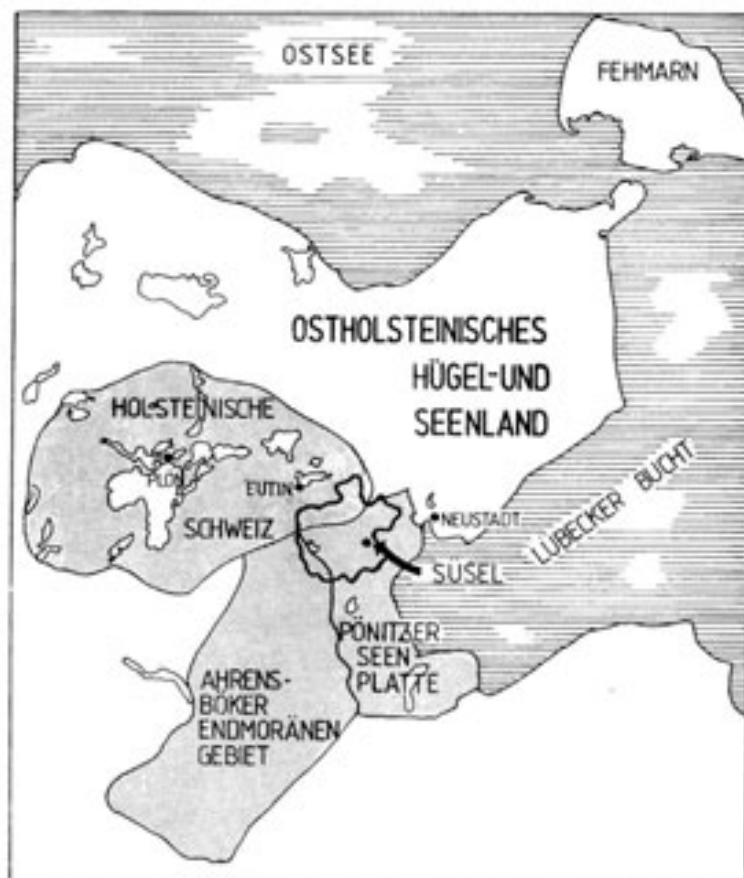 OSTSEE
FEHMARN
OSTHOLSTEINISCHES
HÜGEL-UND
SEENLAND
HOLSTEINISCHE
PLÖN
EUTIN
SCHWEIZ
NEUSTADT
LÜBECKER BUCHT
SÜSEL
PÖNITZER
SEEN
PLATTE
AHRENS-
BÖKER
ENDMORÄNEN
GEBIET